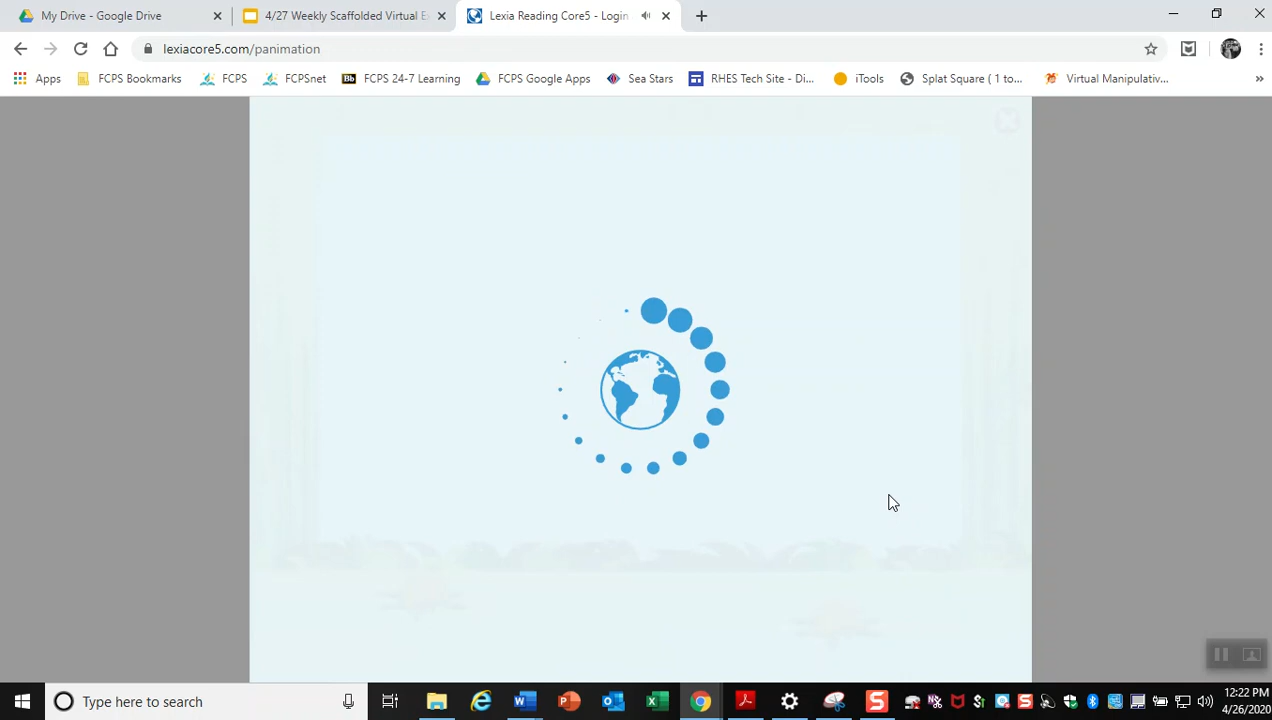 My Drive - Google Drive
4/27 Weekly Scaffolded Virtual E
Lexia Reading Core5 - Login
lexiacore5.com/panimation
Apps
FCPS Bookmarks
FCPS
FCPSnet
Bb
FCPS 24-7 Learning
FCPS Google Apps
Sea Stars
RHES Tech Site - Di...
iTools
Splat Square ( 1 to...
Virtual Manipulativ...
»
Type here to search
12:22 PM
4/26/2020